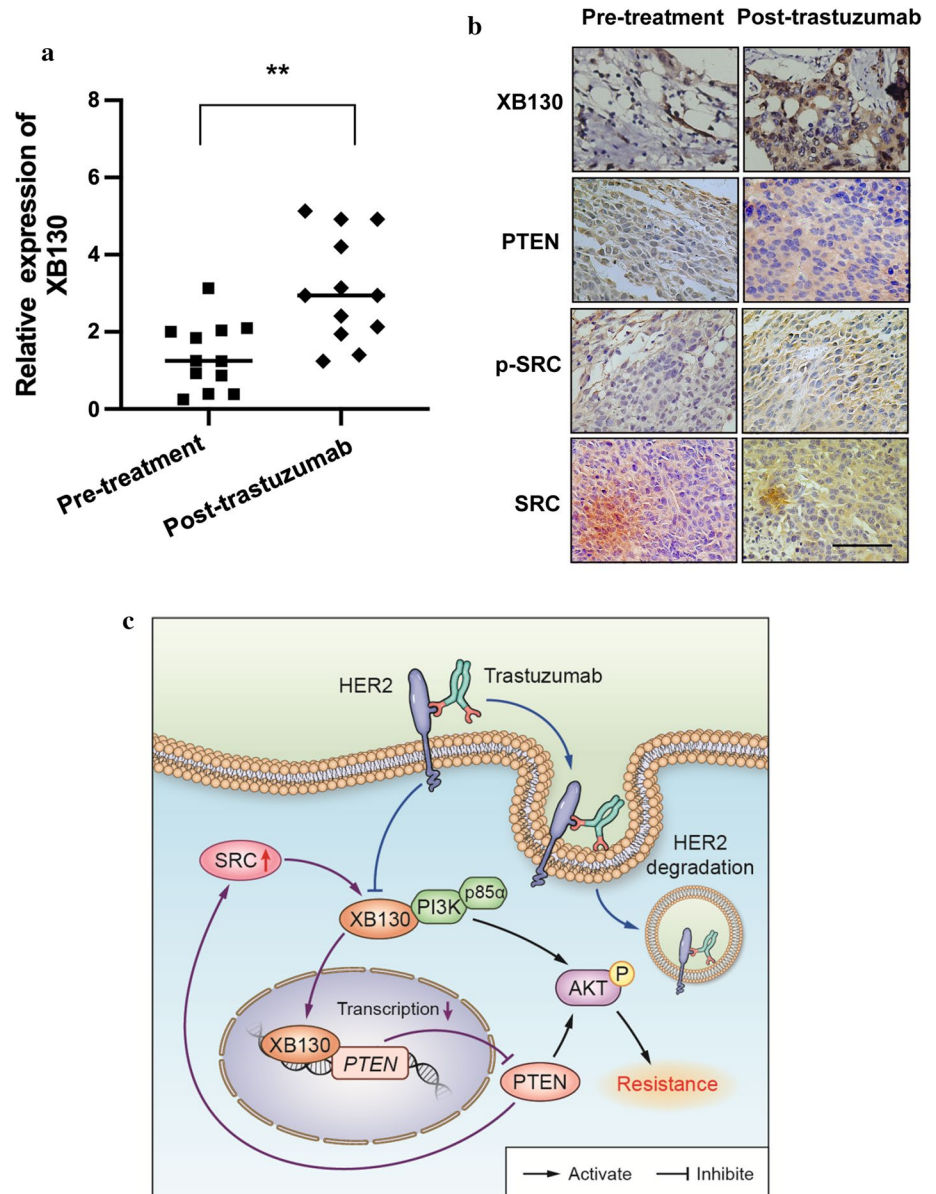 a
**
Relative expression of
XB130
8
6
4
2
0
Pre-treatment
Post-trastuzumab
b
Pre-treatment Post-trastuzumab
XB130
PTEN
p-SRC
SRC
c
HER2
Trastuzumab
HER2
degradation
SRC
XB130
PI3K
p85α
AKT
P
Transcription
XB130
PTEN
PTEN
Resistance
Activate
Inhibite